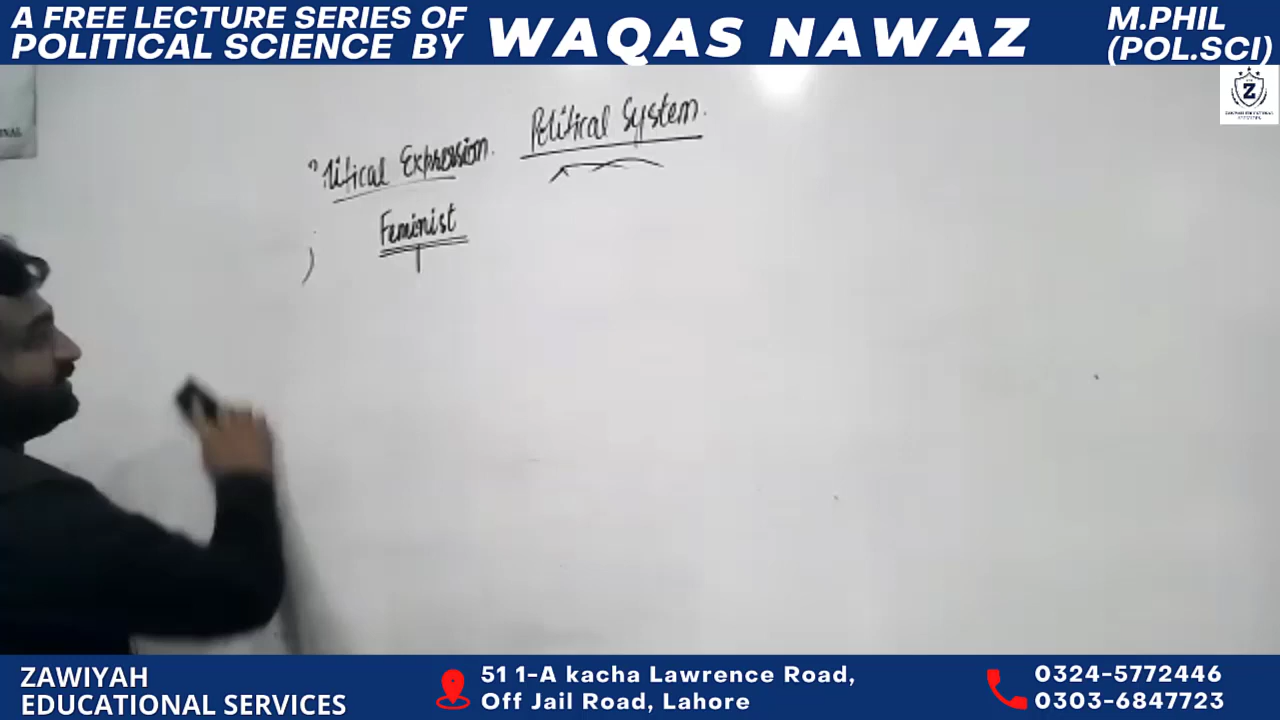 A FREE LECTURE SERIES OF
POLITICAL SCIENCE BY
WAQAS NAWAZ
M.PHIL
(POL.SCI)
Z
Political System.
litical Expression.
Feminist
ZAWIYAH
EDUCATIONAL SERVICES
51 1-A kacha Lawrence Road,
Off Jail Road, Lahore
0324-5772446
0303-6847723